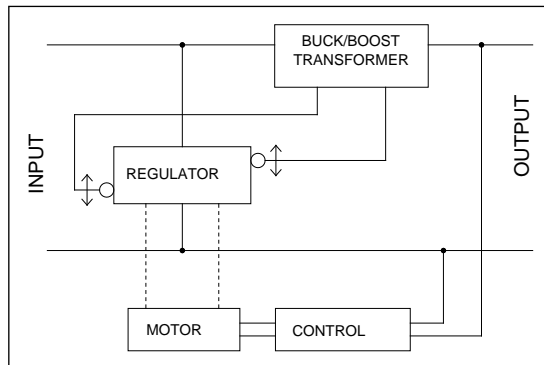 BUCK/BOOST
TRANSFORMER
INPUT
REGULATOR
OUTPUT
MOTOR
CONTROL